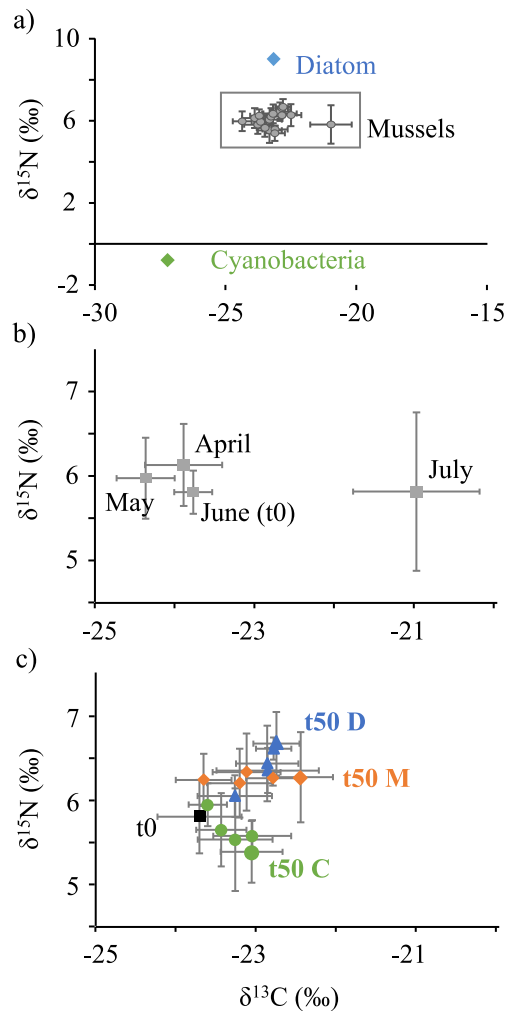 a)
δ¹⁵N (‰)
10
6
2
-2
Diatom
Mussels
Cyanobacteria
-30 -25 -20 -15
b)
δ¹⁵N (‰)
7
6
5
April
May
June (t0)
July
-25 -23 -21
c)
δ¹⁵N (‰)
7
6
5
t50 D
t50 M
t0
t50 C
-25 -23 -21
δ¹³C (‰)